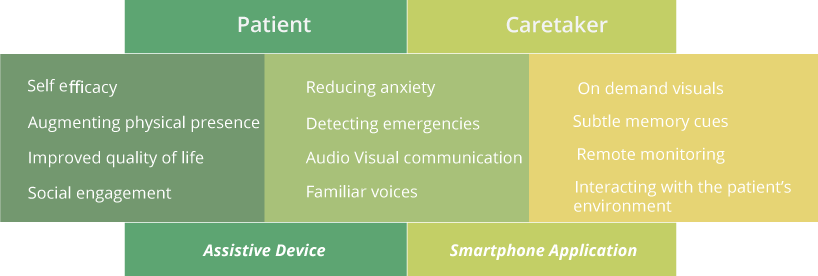 Patient
Caretaker
Self efficacy
Augmenting physical presence
Improved quality of life
Social engagement
Reducing anxiety
Detecting emergencies
Audio Visual communication
Familiar voices
On demand visuals
Subtle memory cues
Remote monitoring
Interacting with the patient's
environment
Assistive Device
Smartphone Application